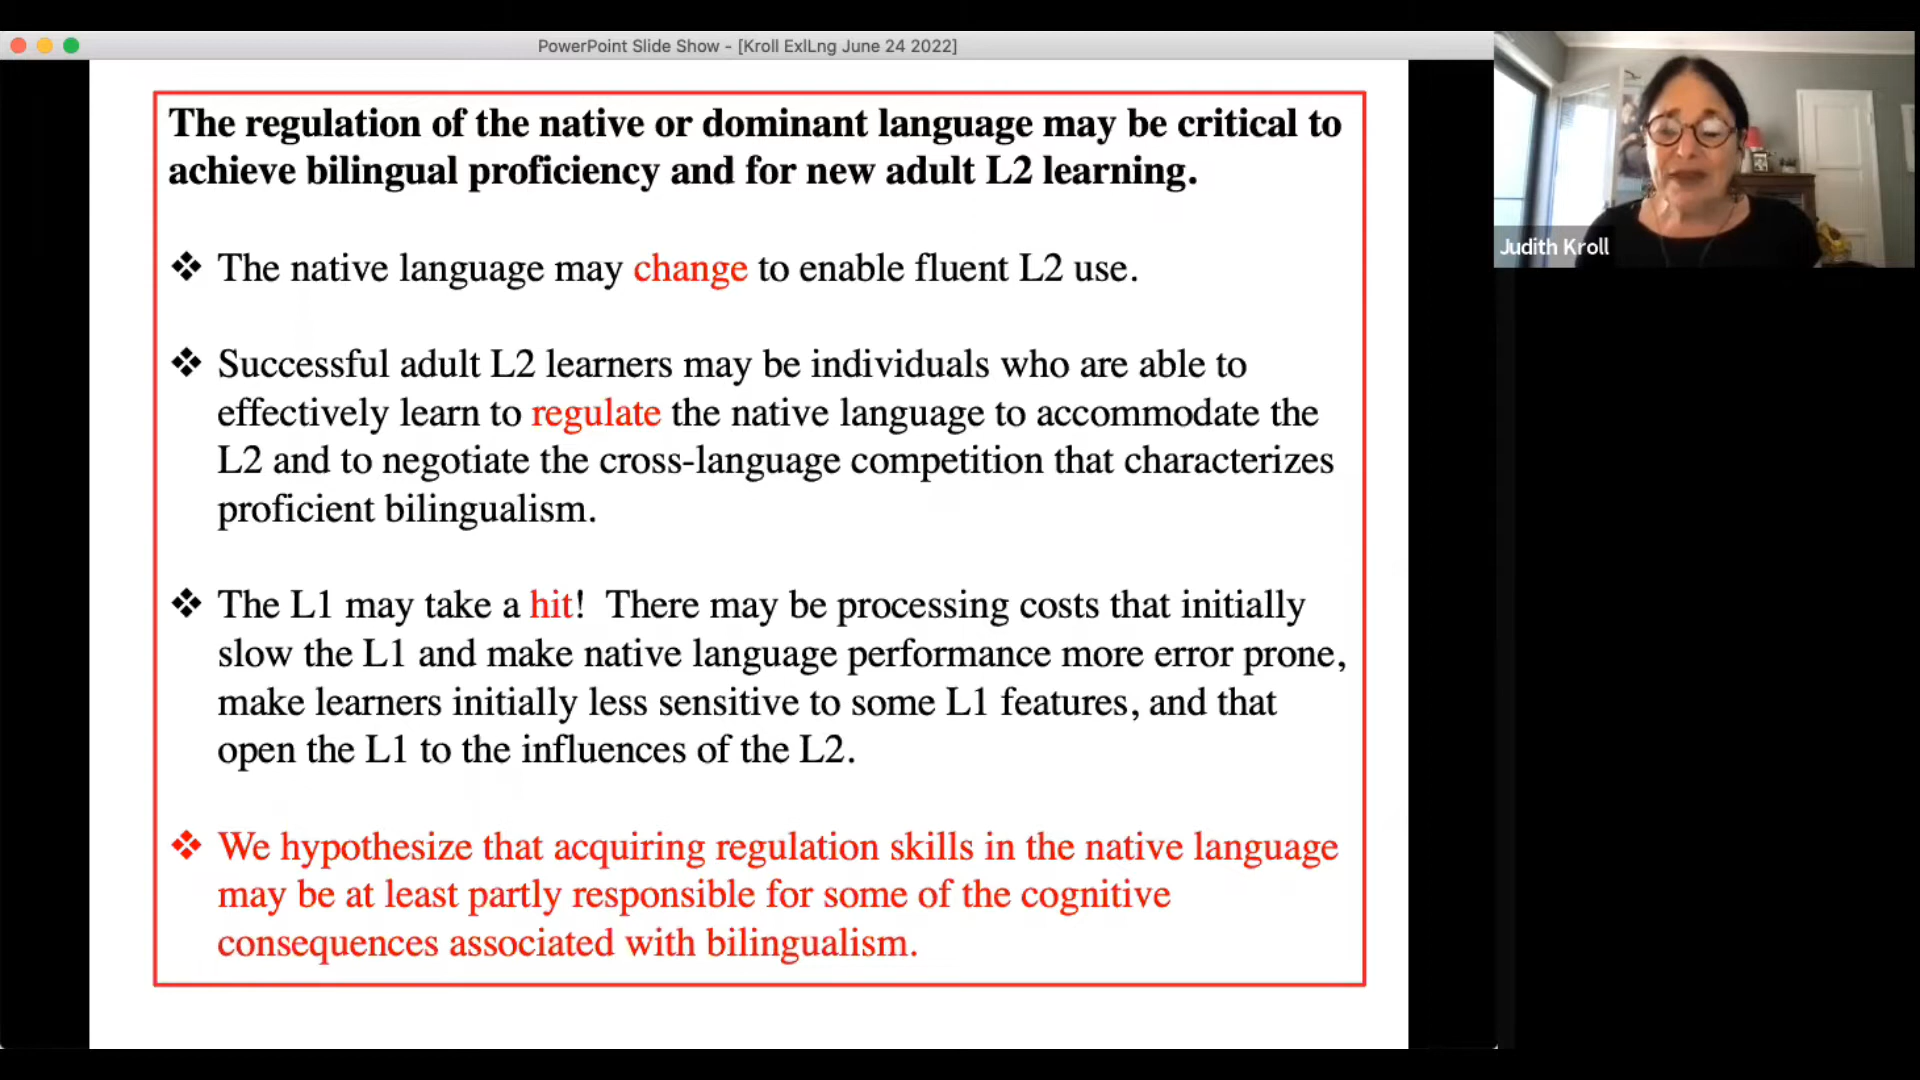 PowerPoint Slide Show - [Kroll ExlLng June 24 2022]
The regulation of the native or dominant language may be critical to
achieve bilingual proficiency and for new adult L2 learning.
❖ The native language may change to enable fluent L2 use.
❖ Successful adult L2 learners may be individuals who are able to
effectively learn to regulate the native language to accommodate the
L2 and to negotiate the cross-language competition that characterizes
proficient bilingualism.
❖ The L1 may take a hit! There may be processing costs that initially
slow the L1 and make native language performance more error prone,
make learners initially less sensitive to some L1 features, and that
open the L1 to the influences of the L2.
❖ We hypothesize that acquiring regulation skills in the native language
may be at least partly responsible for some of the cognitive
consequences associated with bilingualism.
Judith Kroll